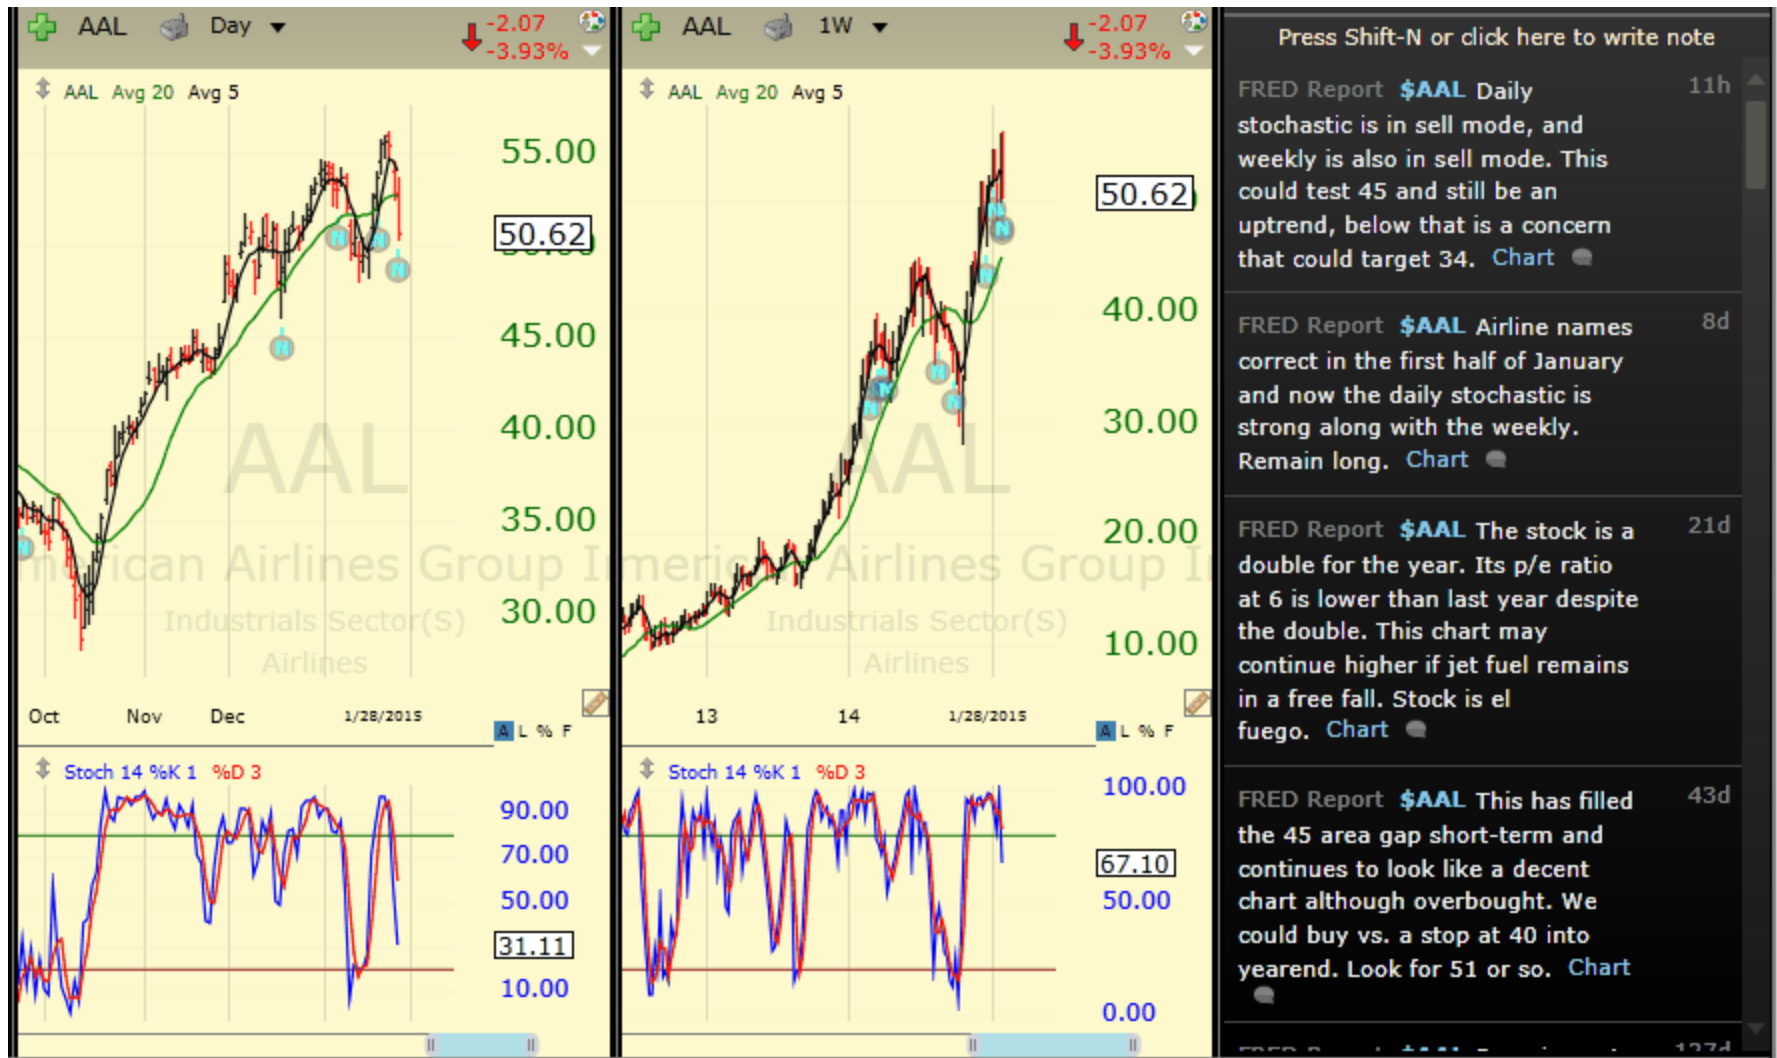 AAL Day
-2.07
-3.93%
AAL Avg 20 Avg 5
55.00
50.62
45.00
40.00
35.00
30.00
AAL
American Airlines Group In
Industrials Sector(S)
Airlines
N
N
N
N
N
Oct Nov Dec 1/28/2015
A L % F
Stoch 14 %K 1 %D 3
90.00
70.00
50.00
31.11
10.00
AAL 1W
-2.07
-3.93%
AAL Avg 20 Avg 5
50.62
40.00
30.00
20.00
10.00
AAL
merican Airlines Group I
Industrials Sector(S)
Airlines
N
N
N
N
N
N
13 14 1/28/2015
A L % F
Stoch 14 %K 1 %D 3
100.00
67.10
50.00
0.00
Press Shift-N or click here to write note
FRED Report $AAL Daily 11h
stochastic is in sell mode, and
weekly is also in sell mode. This
could test 45 and still be an
uptrend, below that is a concern
that could target 34. Chart
FRED Report $AAL Airline names 8d
correct in the first half of January
and now the daily stochastic is
strong along with the weekly.
Remain long. Chart
FRED Report $AAL The stock is a 21d
double for the year. Its p/e ratio
at 6 is lower than last year despite
the double. This chart may
continue higher if jet fuel remains
in a free fall. Stock is el
fuego. Chart
FRED Report $AAL This has filled 43d
the 45 area gap short-term and
continues to look like a decent
chart although overbought. We
could buy vs. a stop at 40 into
yearend. Look for 51 or so. Chart